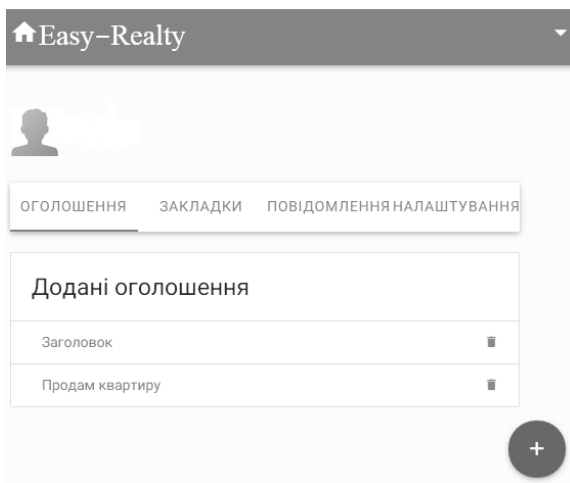 Easy-Realty
ОГОЛОШЕННЯ ЗАКЛАДКИ ПОВІДОМЛЕННЯ НАЛАШТУВАННЯ
Додані оголошення
Заголовок
Продам квартиру
+